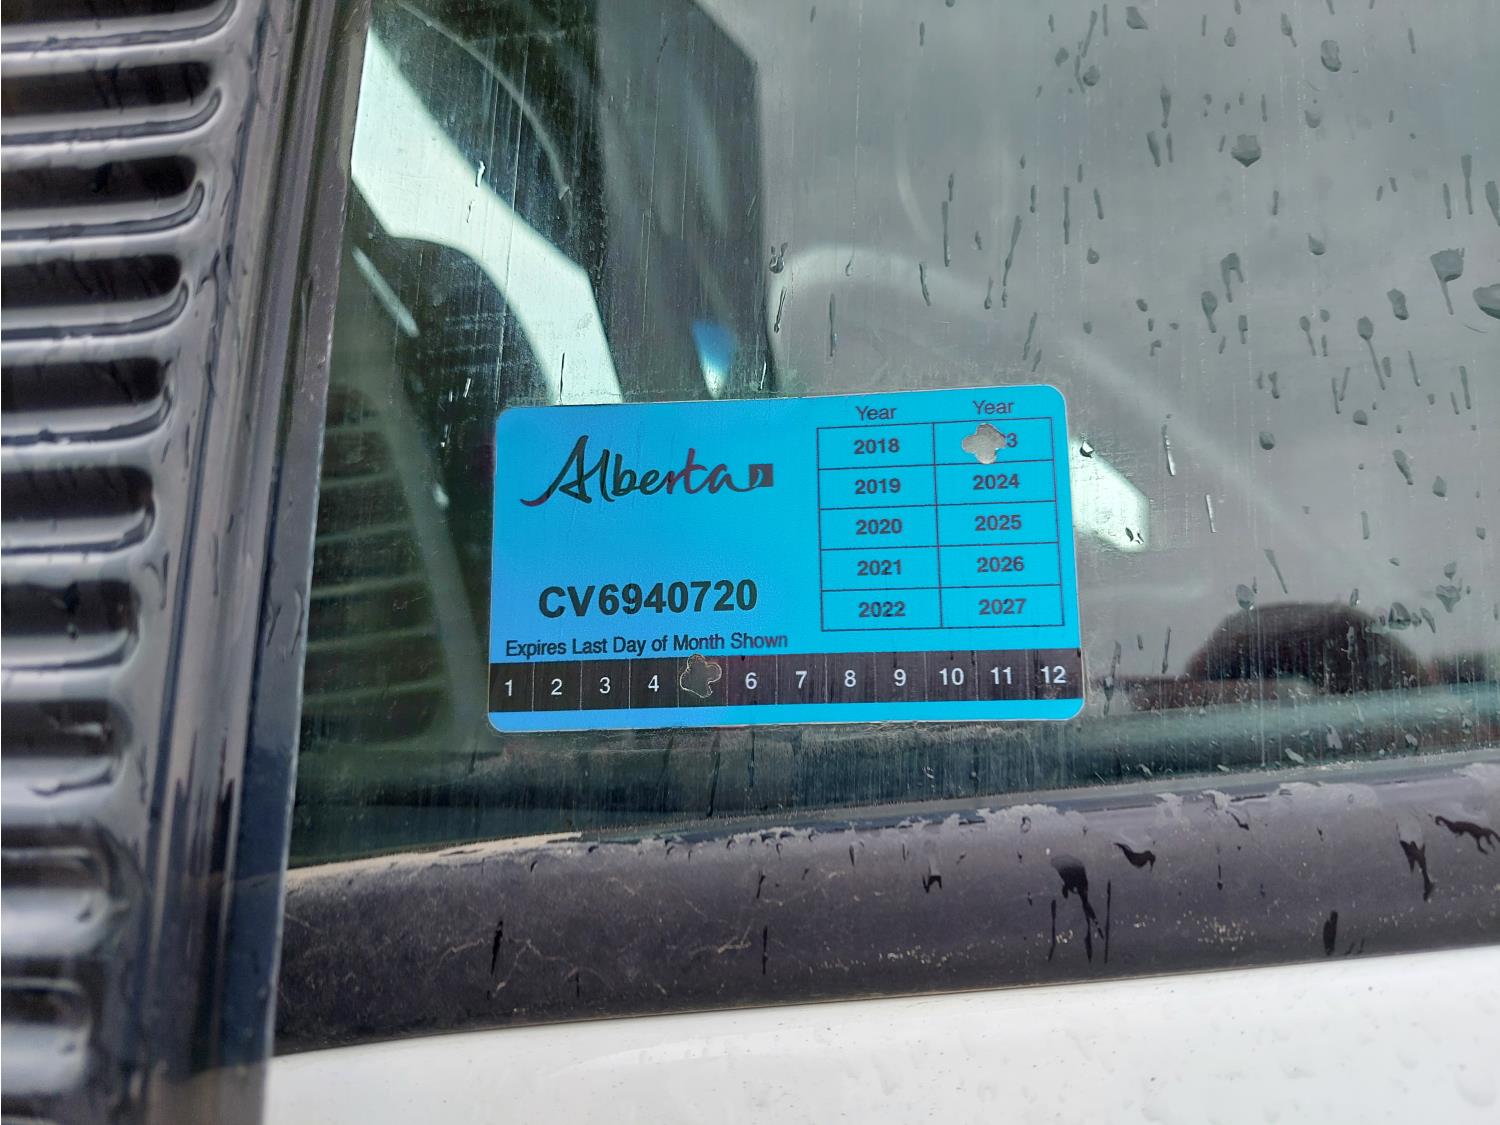 Alberta
Year Year
2018 3
2019 2024
2020 2025
2021 2026
2022 2027
CV6940720
Expires Last Day of Month Shown
1 2 3 4 6 7 8 9 10 11 12